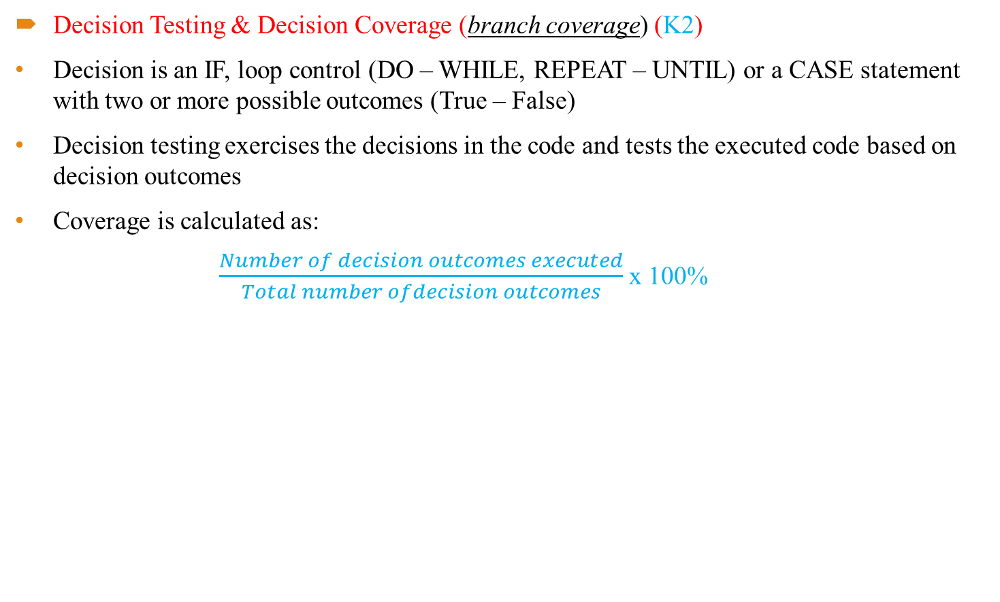 Decision Testing & Decision Coverage (branch coverage) (K2)
• Decision is an IF, loop control (DO – WHILE, REPEAT – UNTIL) or a CASE statement
with two or more possible outcomes (True – False)
• Decision testing exercises the decisions in the code and tests the executed code based on
decision outcomes
• Coverage is calculated as:
Number of decision outcomes executed
Total number of decision outcomes
x 100%